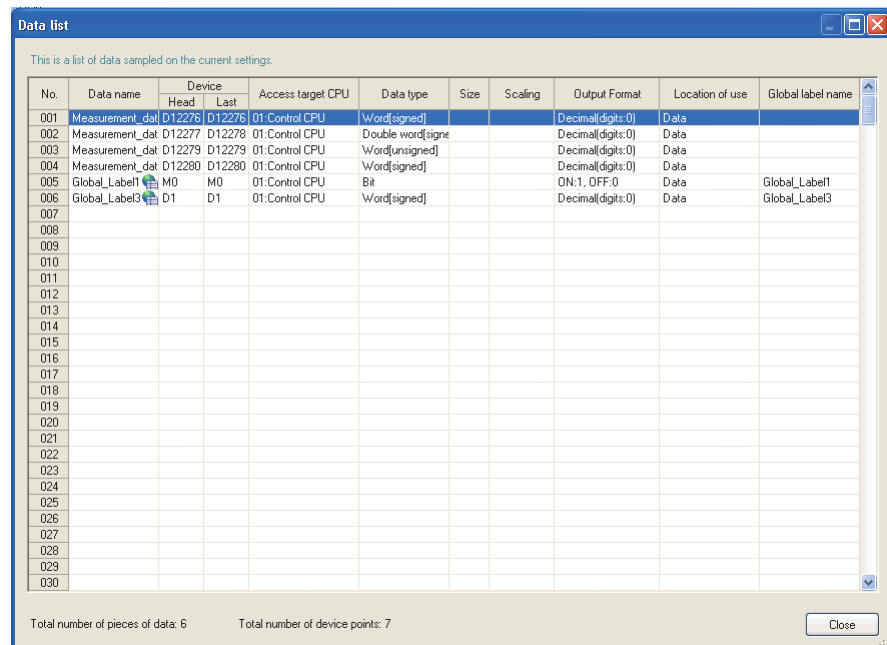 Data list
This is a list of data sampled on the current settings.
No. Data name Device Access target CPU Data type Size Scaling Output Format Location of use Global label name
Head Last
001 Measurement_dat D12276 D12276 01:Control CPU Word[signed] Decimal(digits:0) Data
002 Measurement_dat D12277 D12278 01:Control CPU Double word[signe Decimal(digits:0) Data
003 Measurement_dat D12279 D12279 01:Control CPU Word[unsigned] Decimal(digits:0) Data
004 Measurement_dat D12280 D12280 01:Control CPU Word[signed] Decimal(digits:0) Data
005 Global_Label1 M0 M0 01:Control CPU Bit ON:1, OFF:0 Data Global_Label1
006 Global_Label3 D1 D1 01:Control CPU Word[signed] Decimal(digits:0) Data Global_Label3
007
008
009
010
011
012
013
014
015
016
017
018
019
020
021
022
023
024
025
026
027
028
029
030
Total number of pieces of data: 6 Total number of device points: 7 Close